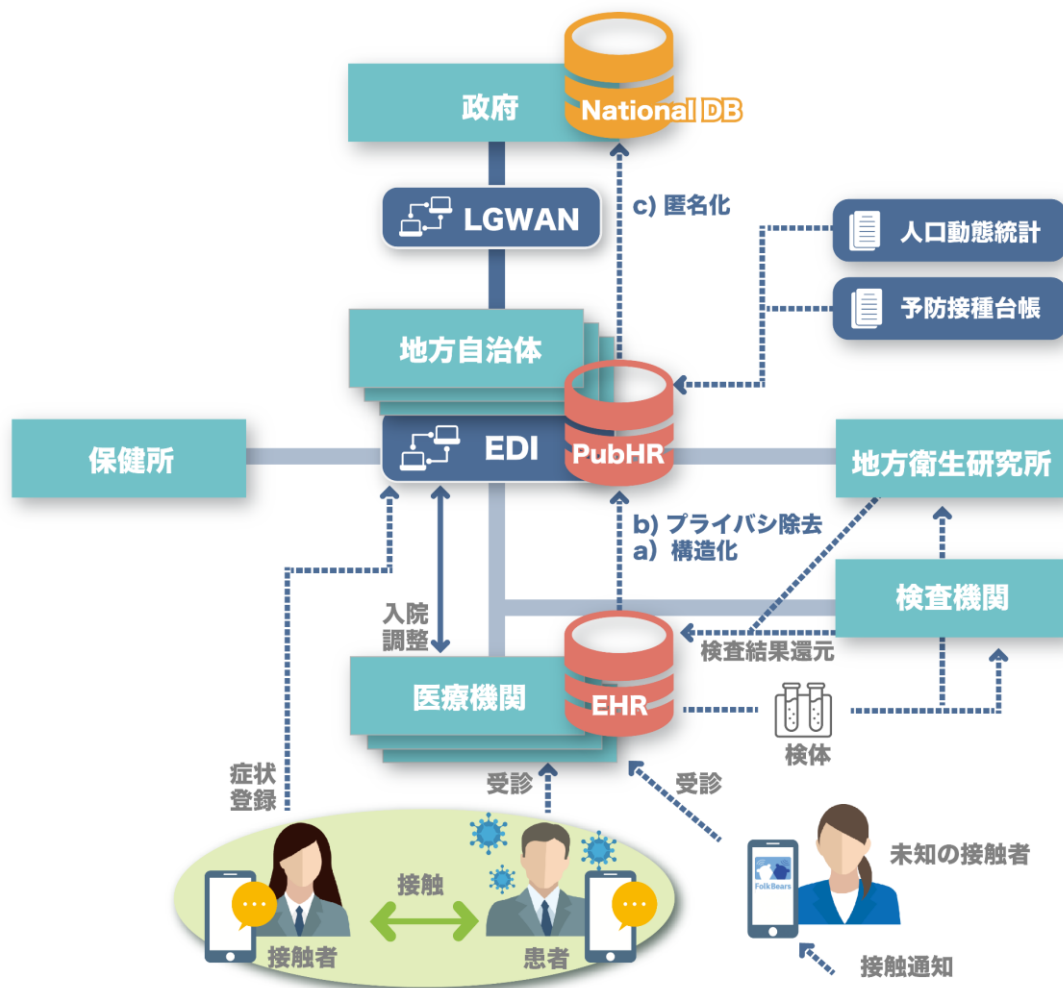 政府
National DB
LGWAN
c) 匿名化
人口動態統計
予防接種台帳
地方自治体
保健所
EDI
PubHR
地方衛生研究所
b) プライバシ除去
a) 構造化
検査機関
入院
調整
検査結果還元
医療機関
EHR
検体
症状
登録
受診
受診
FolkBears
未知の接触者
接触
接触者
患者
接触通知